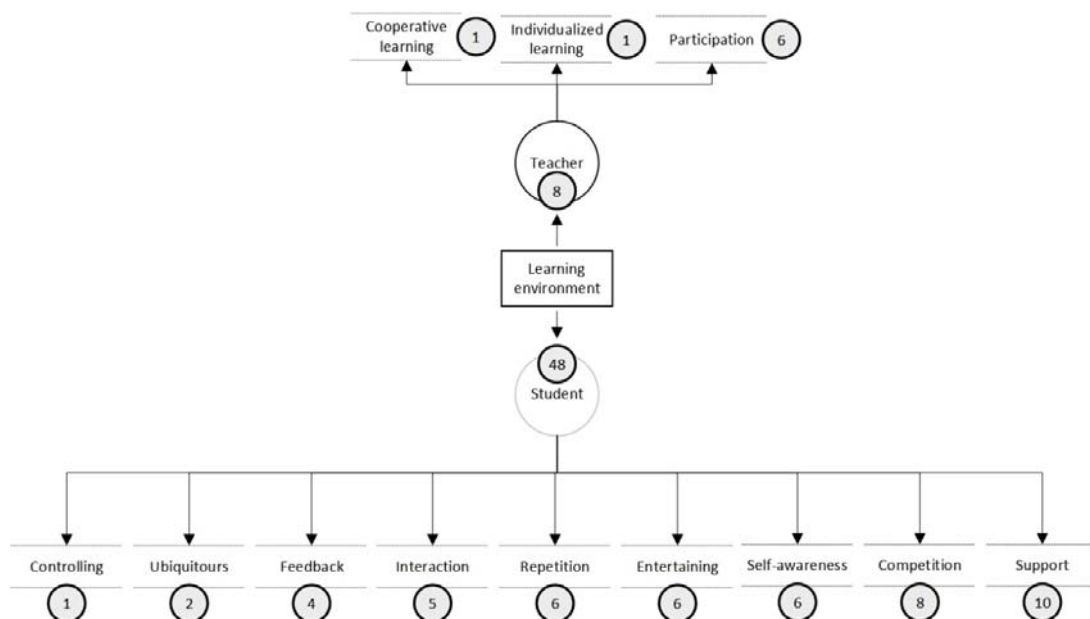 Cooperative
learning
1
Individualized
learning
1
Participation
6
Teacher
8
Learning
environment
48
Student
Controlling
1
Ubiquitours
2
Feedback
4
Interaction
5
Repetition
6
Entertaining
6
Self-awareness
6
Competition
8
Support
10